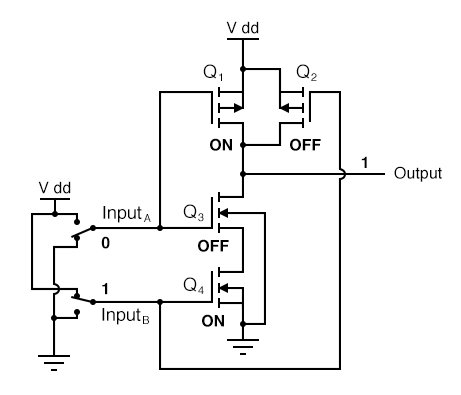 V dd
Q1
Q2
ON
OFF
1
Output
V dd
InputA
Q3
0
OFF
1
Q4
InputB
ON